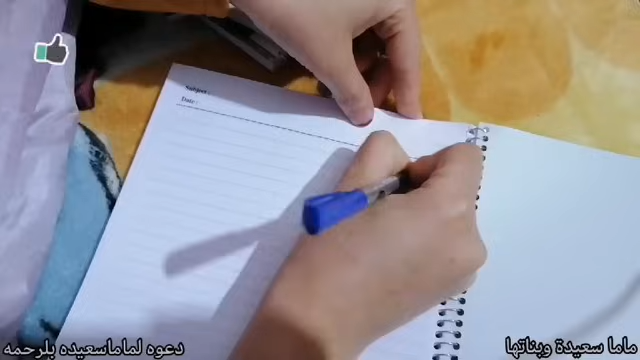 Subject :
Date :
دعوه لماماسعيده بلرحمه
ماما سعيدة وبناتها